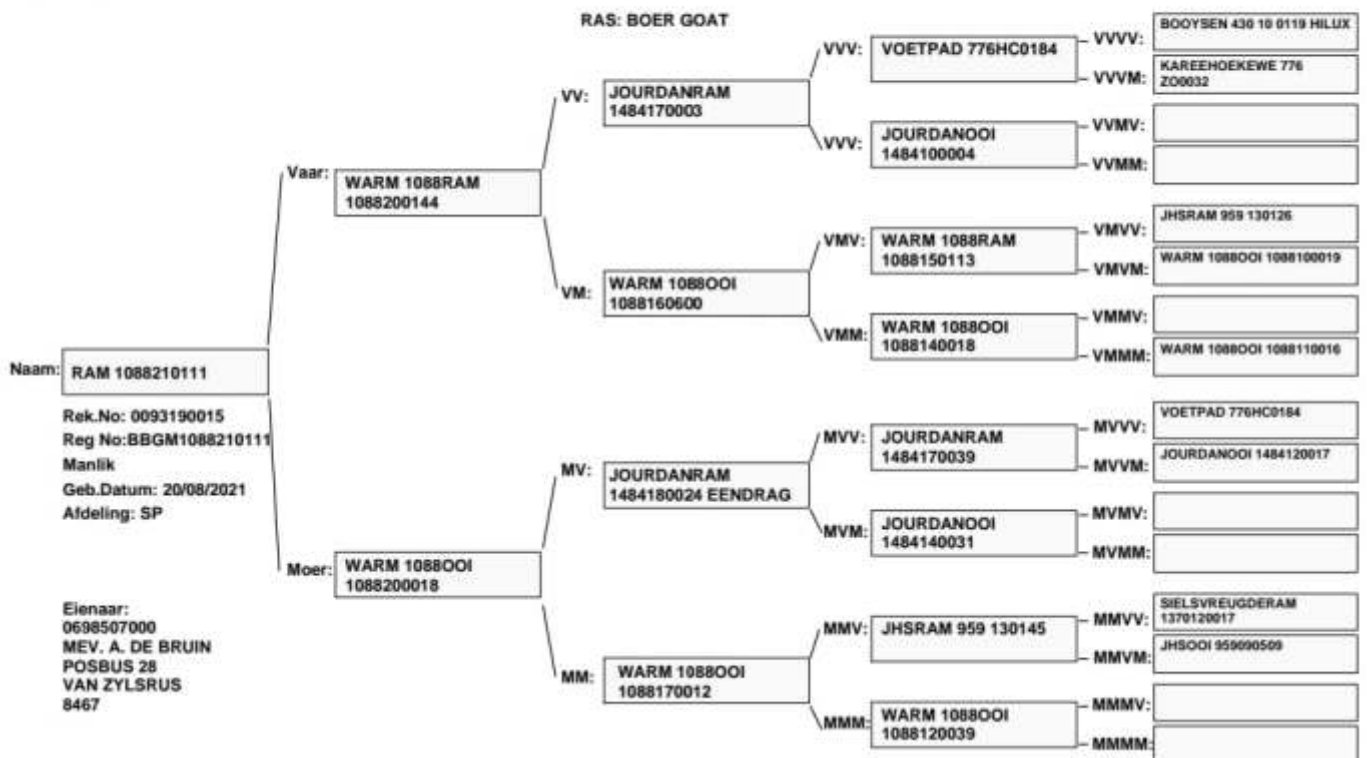 RAS: BOER GOAT
Naam: RAM 1088210111
Rek.No: 0093190015
Reg No:BBGM1088210111
Manlik
Geb.Datum: 20/08/2021
Afdeling: SP
Eienaar:
0698507000
MEV. A. DE BRUIN
POSBUS 28
VAN ZYLSRUS
8467
Vaar: WARM 1088RAM
1088200144
Moer: WARM 1088OOI
1088200018
VV: JOURDANRAM
1484170003
VM: WARM 1088OOI
1088160600
MV: JOURDANRAM
1484180024 EENDRAG
MM: WARM 1088OOI
1088170012
VVV: VOETPAD 776HC0184
VVV: JOURDANOOI
1484100004
VMV: WARM 1088RAM
1088150113
VMM: WARM 1088OOI
1088140018
MVV: JOURDANRAM
1484170039
MVM: JOURDANOOI
1484140031
MMV: JHSRAM 959 130145
MMM: WARM 1088OOI
1088120039
VVVV: BOOYSEN 430 10 0119 HILUX
VVVM: KAREEHOEKEWE 776
ZO0032
VVMV:
VVMM:
VMVV: JHSRAM 959 130126
VMVM: WARM 1088OOI 1088100019
VMMV:
VMMM: WARM 1088OOI 1088110016
MVVV: VOETPAD 776HC0184
MVVM: JOURDANOOI 1484120017
MVMV:
MVMM:
MMVV: SIELSVREUGDERAM
1370120017
MMVM: JHSOOI 959090509
MMMV:
MMMM: